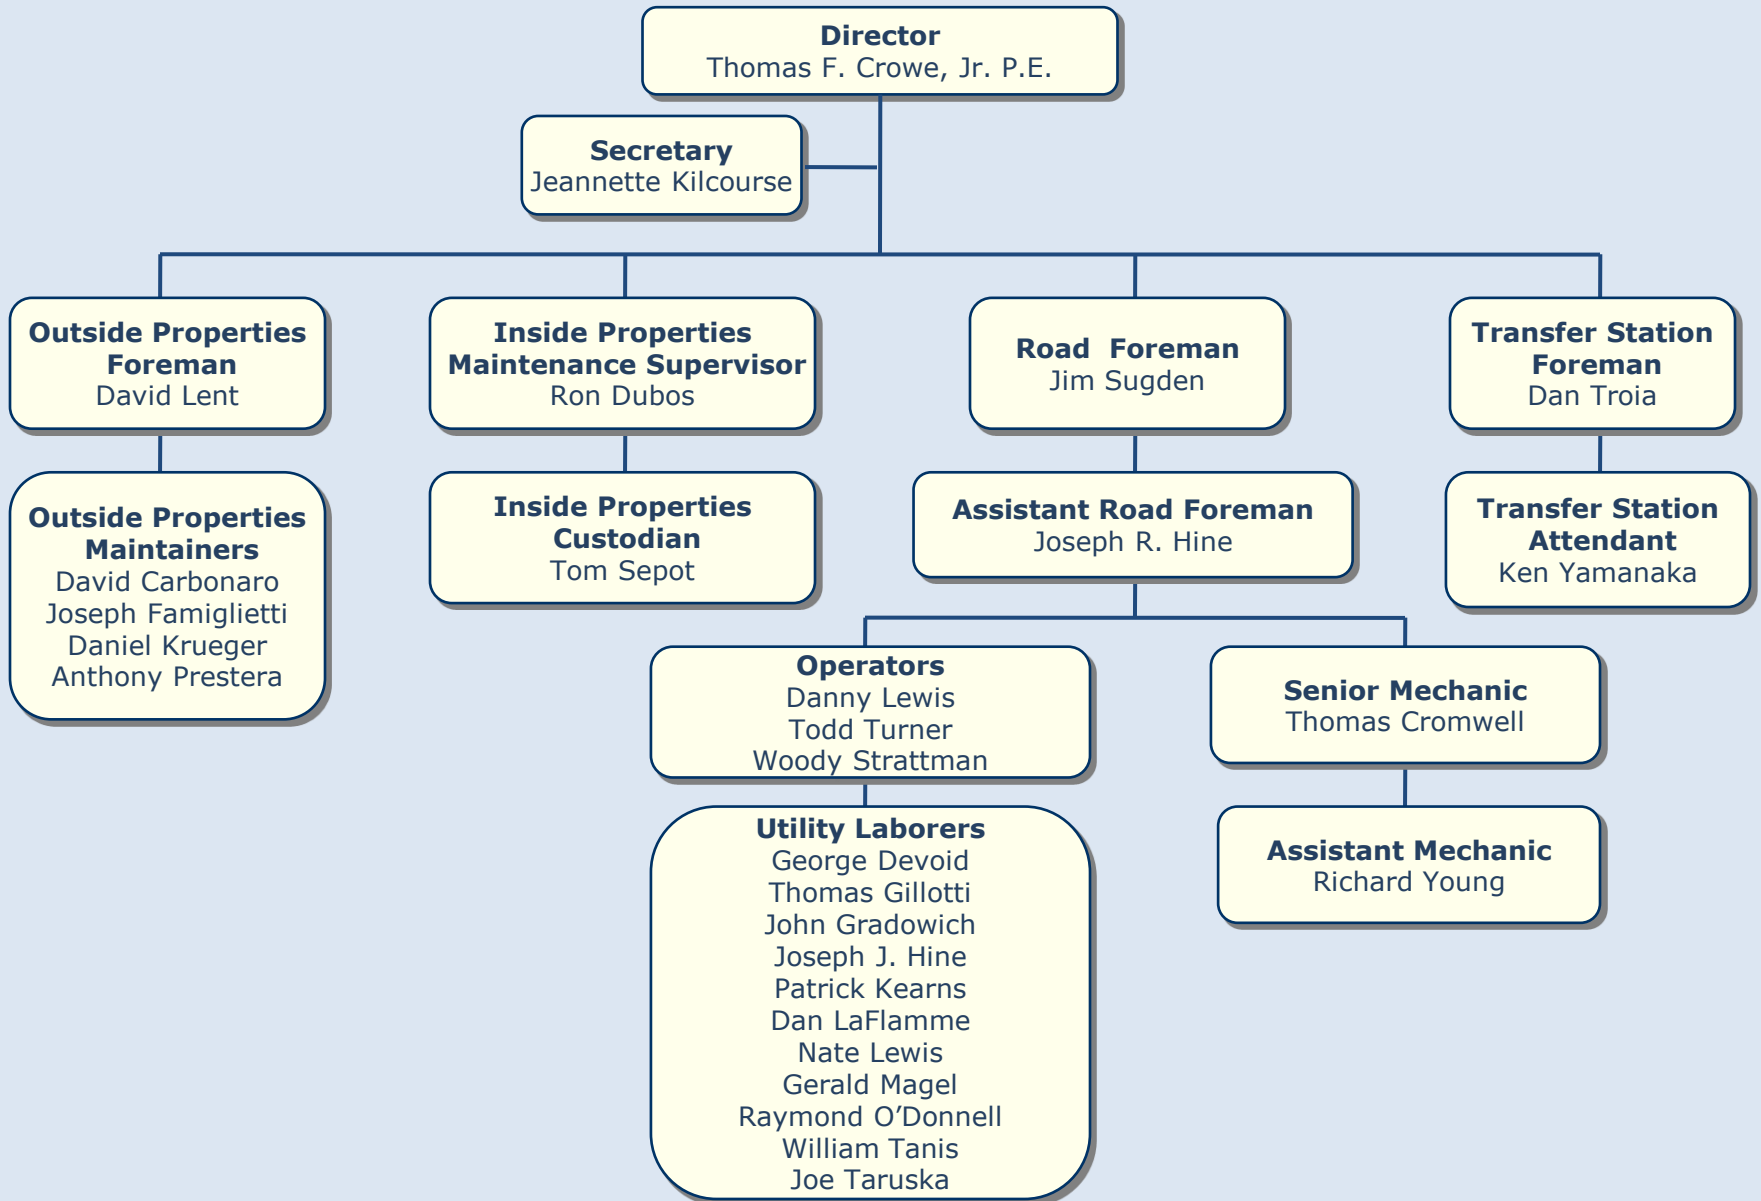 Director
Thomas F. Crowe, Jr. P.E.
Secretary
Jeannette Kilcourse
Outside Properties
Foreman
David Lent
Inside Properties
Maintenance Supervisor
Ron Dubos
Road  Foreman
Jim Sugden
Transfer Station
Foreman
Dan Troia
Outside Properties
Maintainers
David Carbonaro
Joseph Famiglietti
Daniel Krueger
Anthony Prestera
Inside Properties
Custodian
Tom Sepot
Assistant Road Foreman
Joseph R. Hine
Transfer Station
Attendant
Ken Yamanaka
Operators
Danny Lewis
Todd Turner
Woody Strattman
Senior Mechanic
Thomas Cromwell
Utility Laborers
George Devoid
Thomas Gillotti
John Gradowich
Joseph J. Hine
Patrick Kearns
Dan LaFlamme
Nate Lewis
Gerald Magel
Raymond O’Donnell
William Tanis
Joe Taruska
Assistant Mechanic
Richard Young